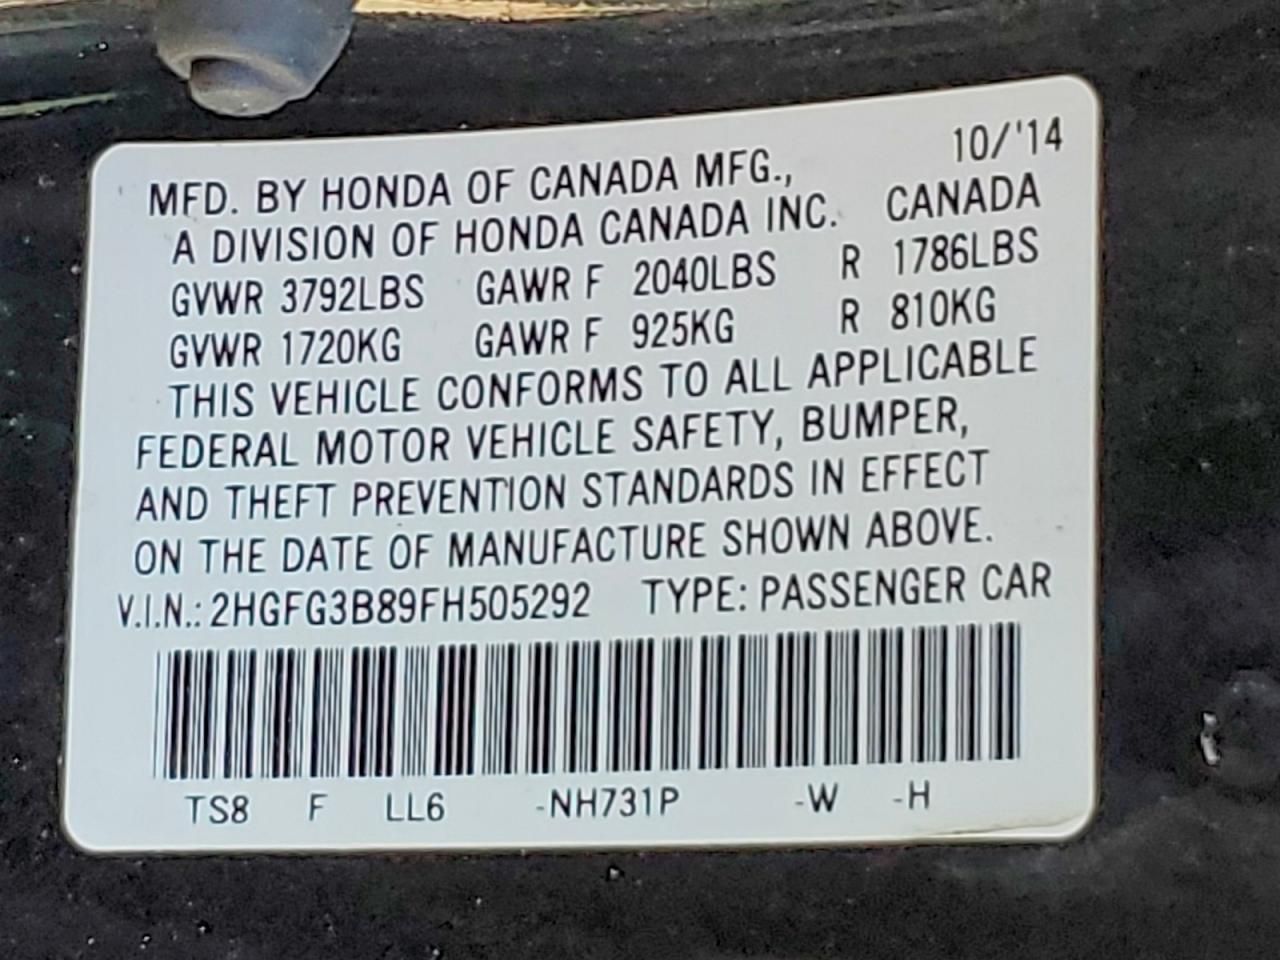 10/'14
MFD. BY HONDA OF CANADA MFG.,
A DIVISION OF HONDA CANADA INC. CANADA
GVWR 3792LBS GAWR F 2040LBS R 1786LBS
GVWR 1720KG GAWR F 925KG R 810KG
THIS VEHICLE CONFORMS TO ALL APPLICABLE
FEDERAL MOTOR VEHICLE SAFETY, BUMPER,
AND THEFT PREVENTION STANDARDS IN EFFECT
ON THE DATE OF MANUFACTURE SHOWN ABOVE.
V.I.N.: 2HGFG3B89FH505292 TYPE: PASSENGER CAR
TS8 F LL6 -NH731P -W -H